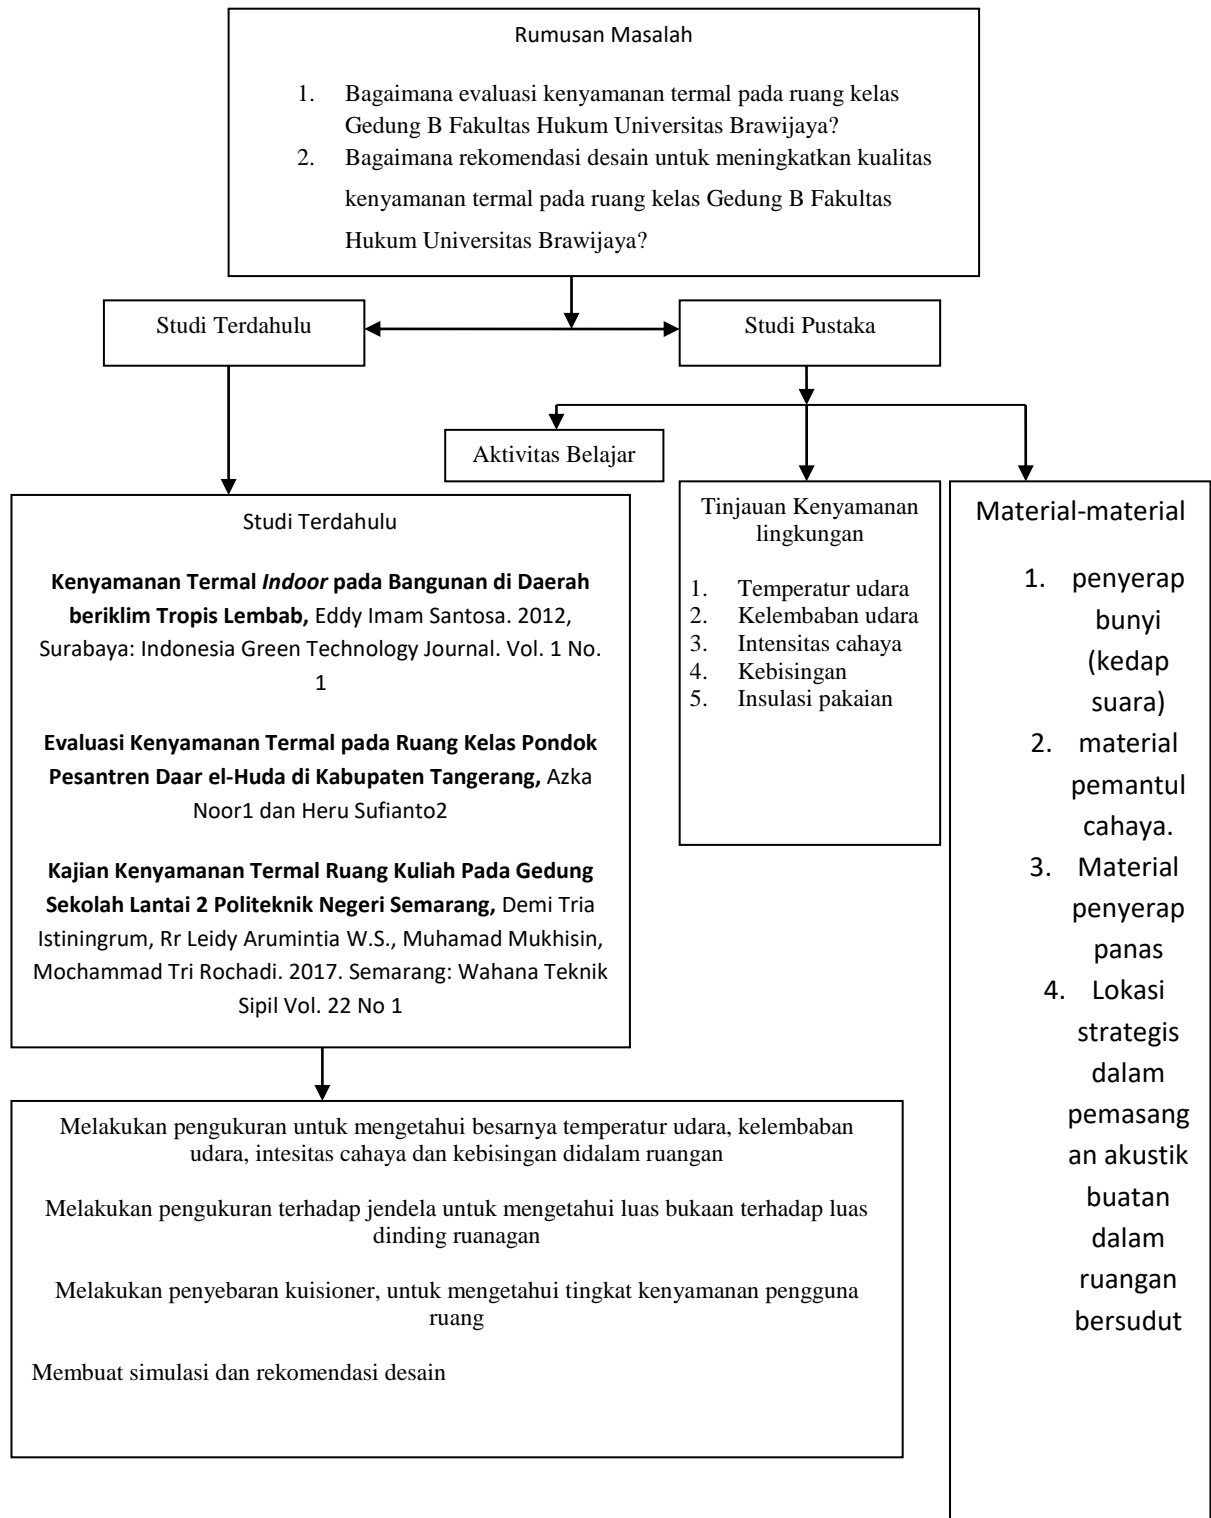 Rumusan Masalah
1. Bagaimana evaluasi kenyamanan termal pada ruang kelas
Gedung B Fakultas Hukum Universitas Brawijaya?
2. Bagaimana rekomendasi desain untuk meningkatkan kualitas
kenyamanan termal pada ruang kelas Gedung B Fakultas
Hukum Universitas Brawijaya?
Studi Terdahulu
Studi Pustaka
Aktivitas Belajar
Studi Terdahulu
Kenyamanan Termal Indoor pada Bangunan di Daerah
beriklim Tropis Lembab, Eddy Imam Santosa. 2012,
Surabaya: Indonesia Green Technology Journal. Vol. 1 No.
1
Evaluasi Kenyamanan Termal pada Ruang Kelas Pondok
Pesantren Daar el-Huda di Kabupaten Tangerang, Azka
Noor1 dan Heru Sufianto2
Kajian Kenyamanan Termal Ruang Kuliah Pada Gedung
Sekolah Lantai 2 Politeknik Negeri Semarang, Demi Tria
Istiningrum, Rr Leidy Arumintia W.S., Muhamad Mukhisin,
Mochammad Tri Rochadi. 2017. Semarang: Wahana Teknik
Sipil Vol. 22 No 1
Tinjauan Kenyamanan
lingkungan
1. Temperatur udara
2. Kelembaban udara
3. Intensitas cahaya
4. Kebisingan
5. Insulasi pakaian
Material-material
1. penyerap
bunyi
(kedap
suara)
2. material
pemantul
cahaya.
3. Material
penyerap
panas
4. Lokasi
strategis
dalam
pemasang
an akustik
buatan
dalam
ruangan
bersudut
Melakukan pengukuran untuk mengetahui besarnya temperatur udara, kelembaban
udara, intesitas cahaya dan kebisingan didalam ruangan
Melakukan pengukuran terhadap jendela untuk mengetahui luas bukaan terhadap luas
dinding ruanagan
Melakukan penyebaran kuisioner, untuk mengetahui tingkat kenyamanan pengguna
ruang
Membuat simulasi dan rekomendasi desain